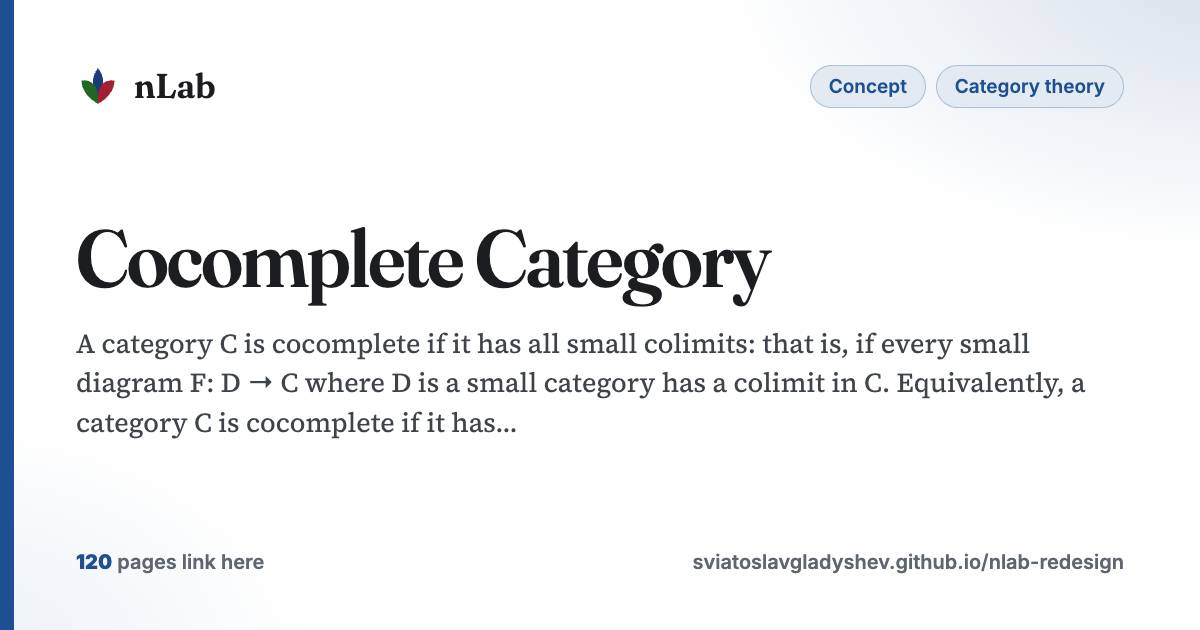 nLab
Concept
Category theory
Cocomplete Category
A category C is cocomplete if it has all small colimits: that is, if every small
diagram F: D → C where D is a small category has a colimit in C. Equivalently, a
category C is cocomplete if it has...
120 pages link here
sviatoslavgladyshev.github.io/nlab-redesign